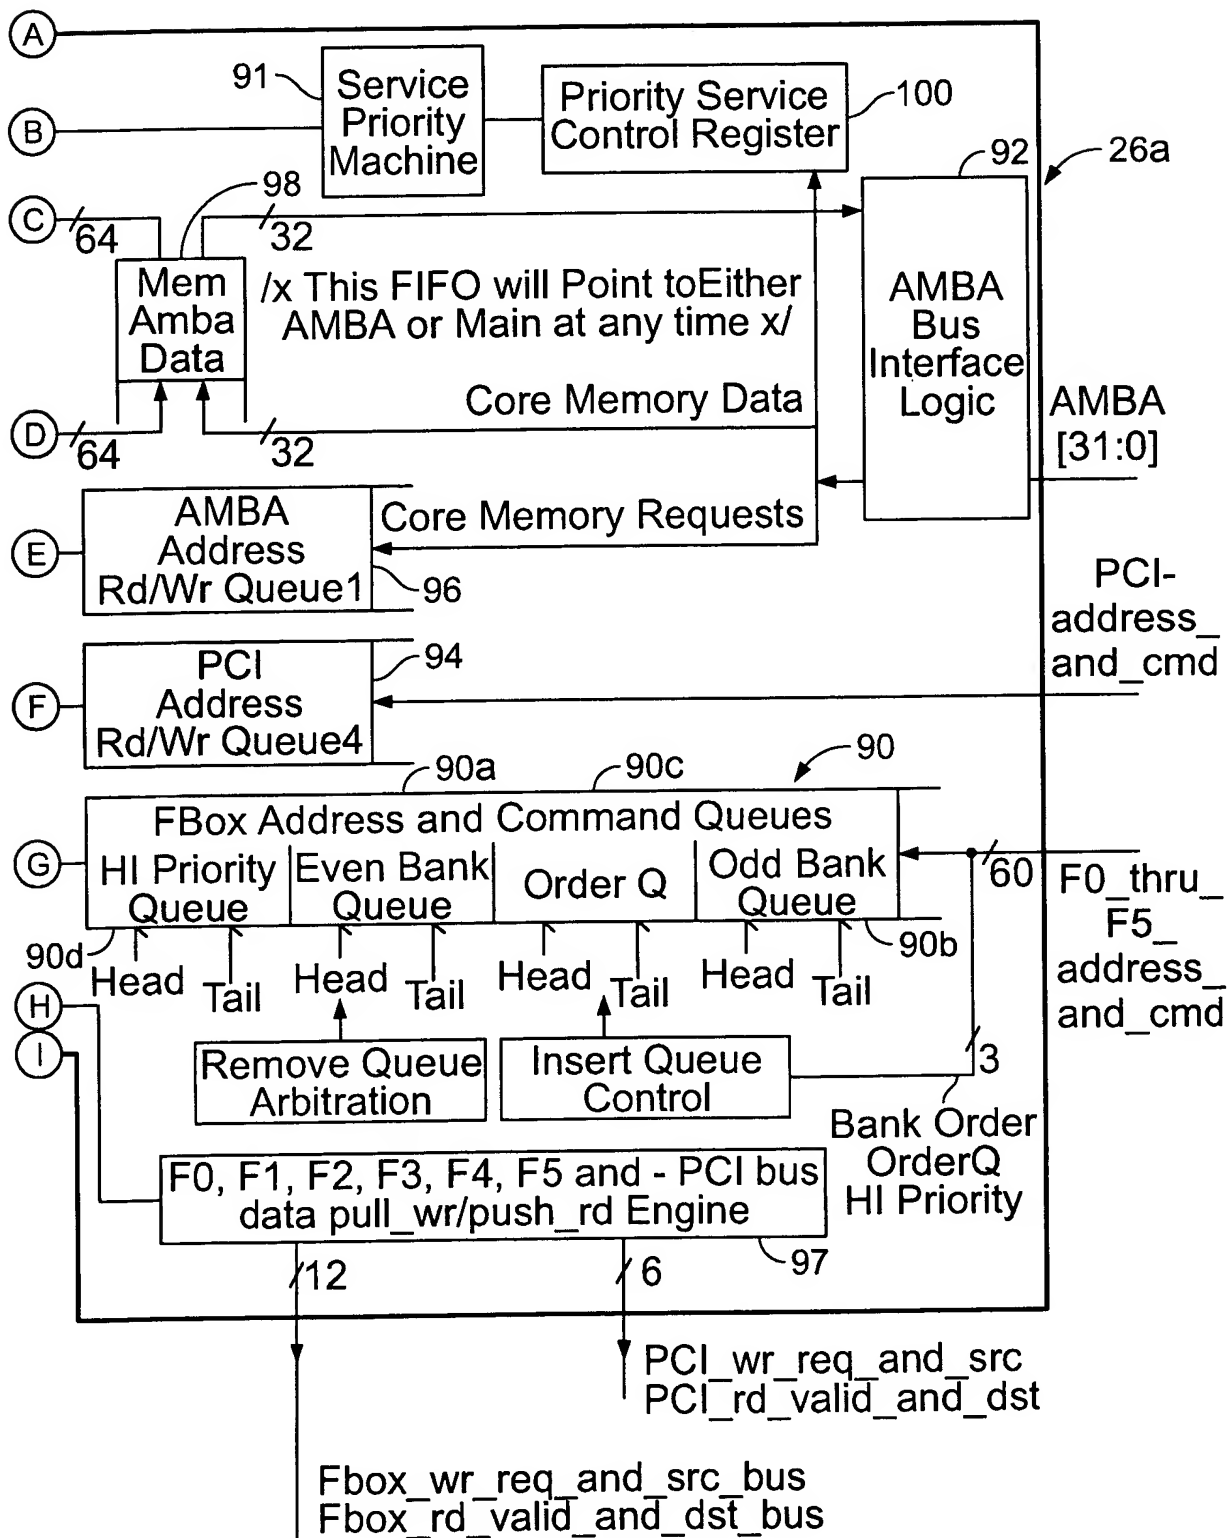 A
B
91
Service
Priority
Machine
Priority Service
Control Register
100
92
26a
C
64
98
32
Mem
Amba
Data
/x This FIFO will Point toEither
AMBA or Main at any time x/
AMBA
Bus
Interface
Logic
Core Memory Data
D
64
32
AMBA
[31:0]
E
AMBA
Address
Rd/Wr Queue1
Core Memory Requests
96
PCI-
address_
and_cmd
F
PCI
Address
Rd/Wr Queue4
94
90a
90c
90
G
FBox Address and Command Queues
HI Priority
Queue
Even Bank
Queue
Order Q
Odd Bank
Queue
60
F0_thru_
F5_
address_
and_cmd
90d
Head
Tail
Head
Tail
Head
Tail
Head
Tail
90b
H
I
Remove Queue
Arbitration
Insert Queue
Control
3
Bank Order
OrderQ
HI Priority
F0, F1, F2, F3, F4, F5 and - PCI bus
data pull_wr/push_rd Engine
97
12
6
PCI_wr_req_and_src
PCI_rd_valid_and_dst
Fbox_wr_req_and_src_bus
Fbox_rd_valid_and_dst_bus